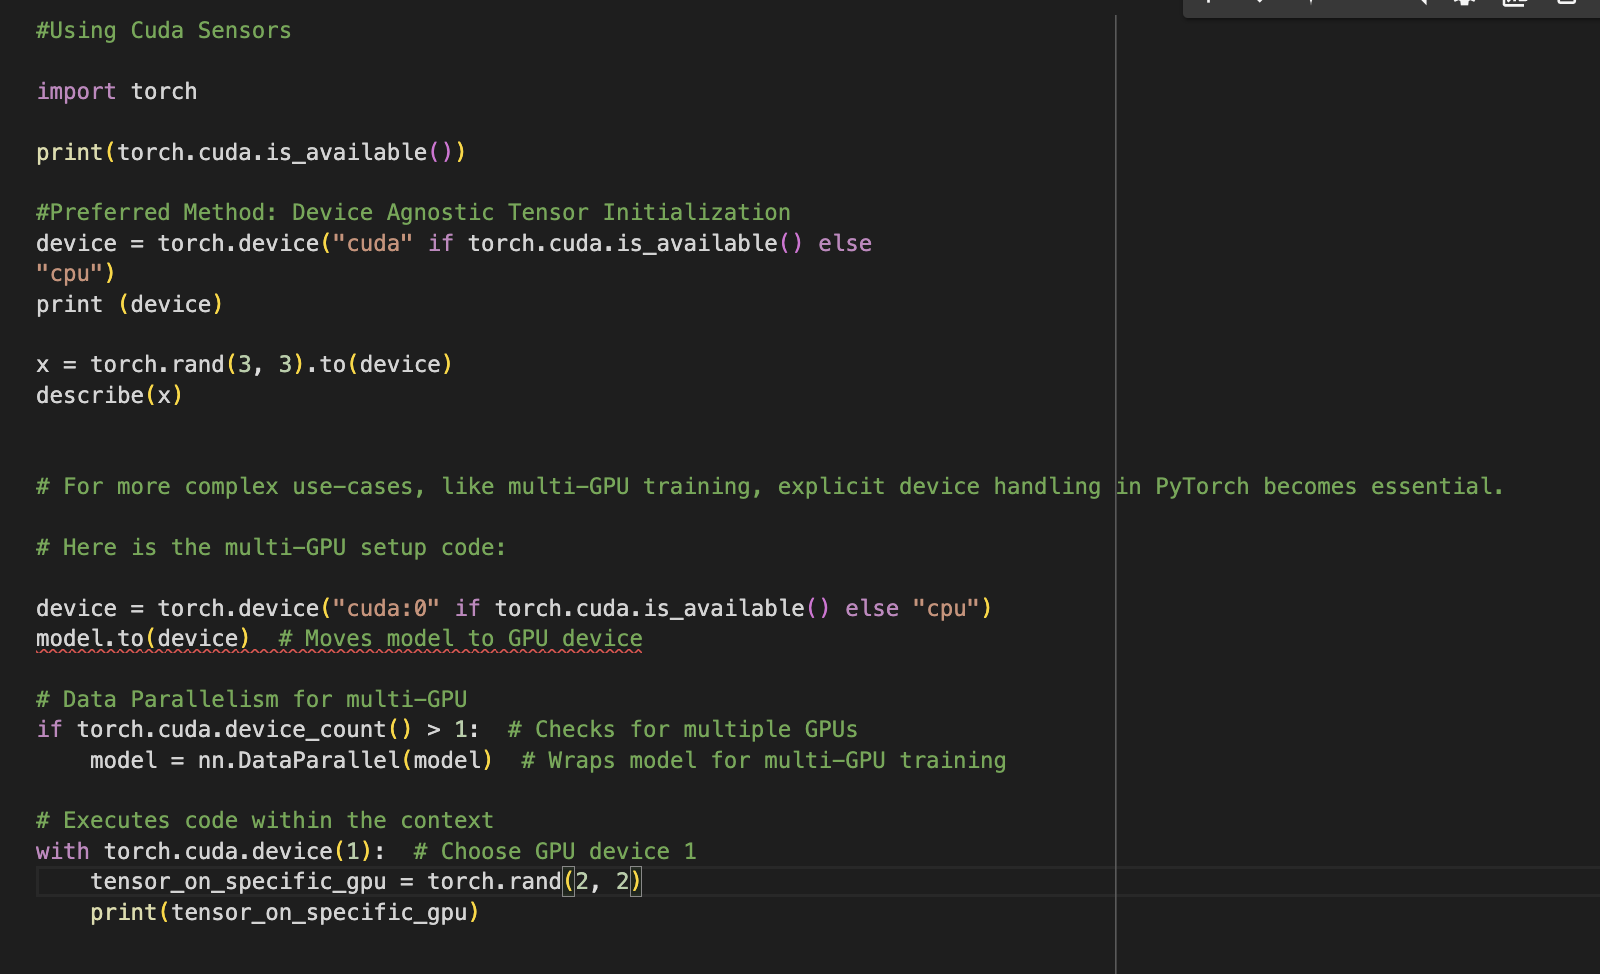 #Using Cuda Sensors
import torch
print(torch.cuda.is_available())
#Preferred Method: Device Agnostic Tensor Initialization
device = torch.device("cuda" if torch.cuda.is_available() else
"cpu")
print (device)
x = torch.rand(3, 3).to(device)
describe(x)
# For more complex use-cases, like multi-GPU training, explicit device handling in PyTorch becomes essential.
# Here is the multi-GPU setup code:
device = torch.device("cuda:0" if torch.cuda.is_available() else "cpu")
model.to(device)  # Moves model to GPU device
# Data Parallelism for multi-GPU
if torch.cuda.device_count() > 1:  # Checks for multiple GPUs
    model = nn.DataParallel(model)  # Wraps model for multi-GPU training
# Executes code within the context
with torch.cuda.device(1):  # Choose GPU device 1
    tensor_on_specific_gpu = torch.rand(2, 2)
    print(tensor_on_specific_gpu)